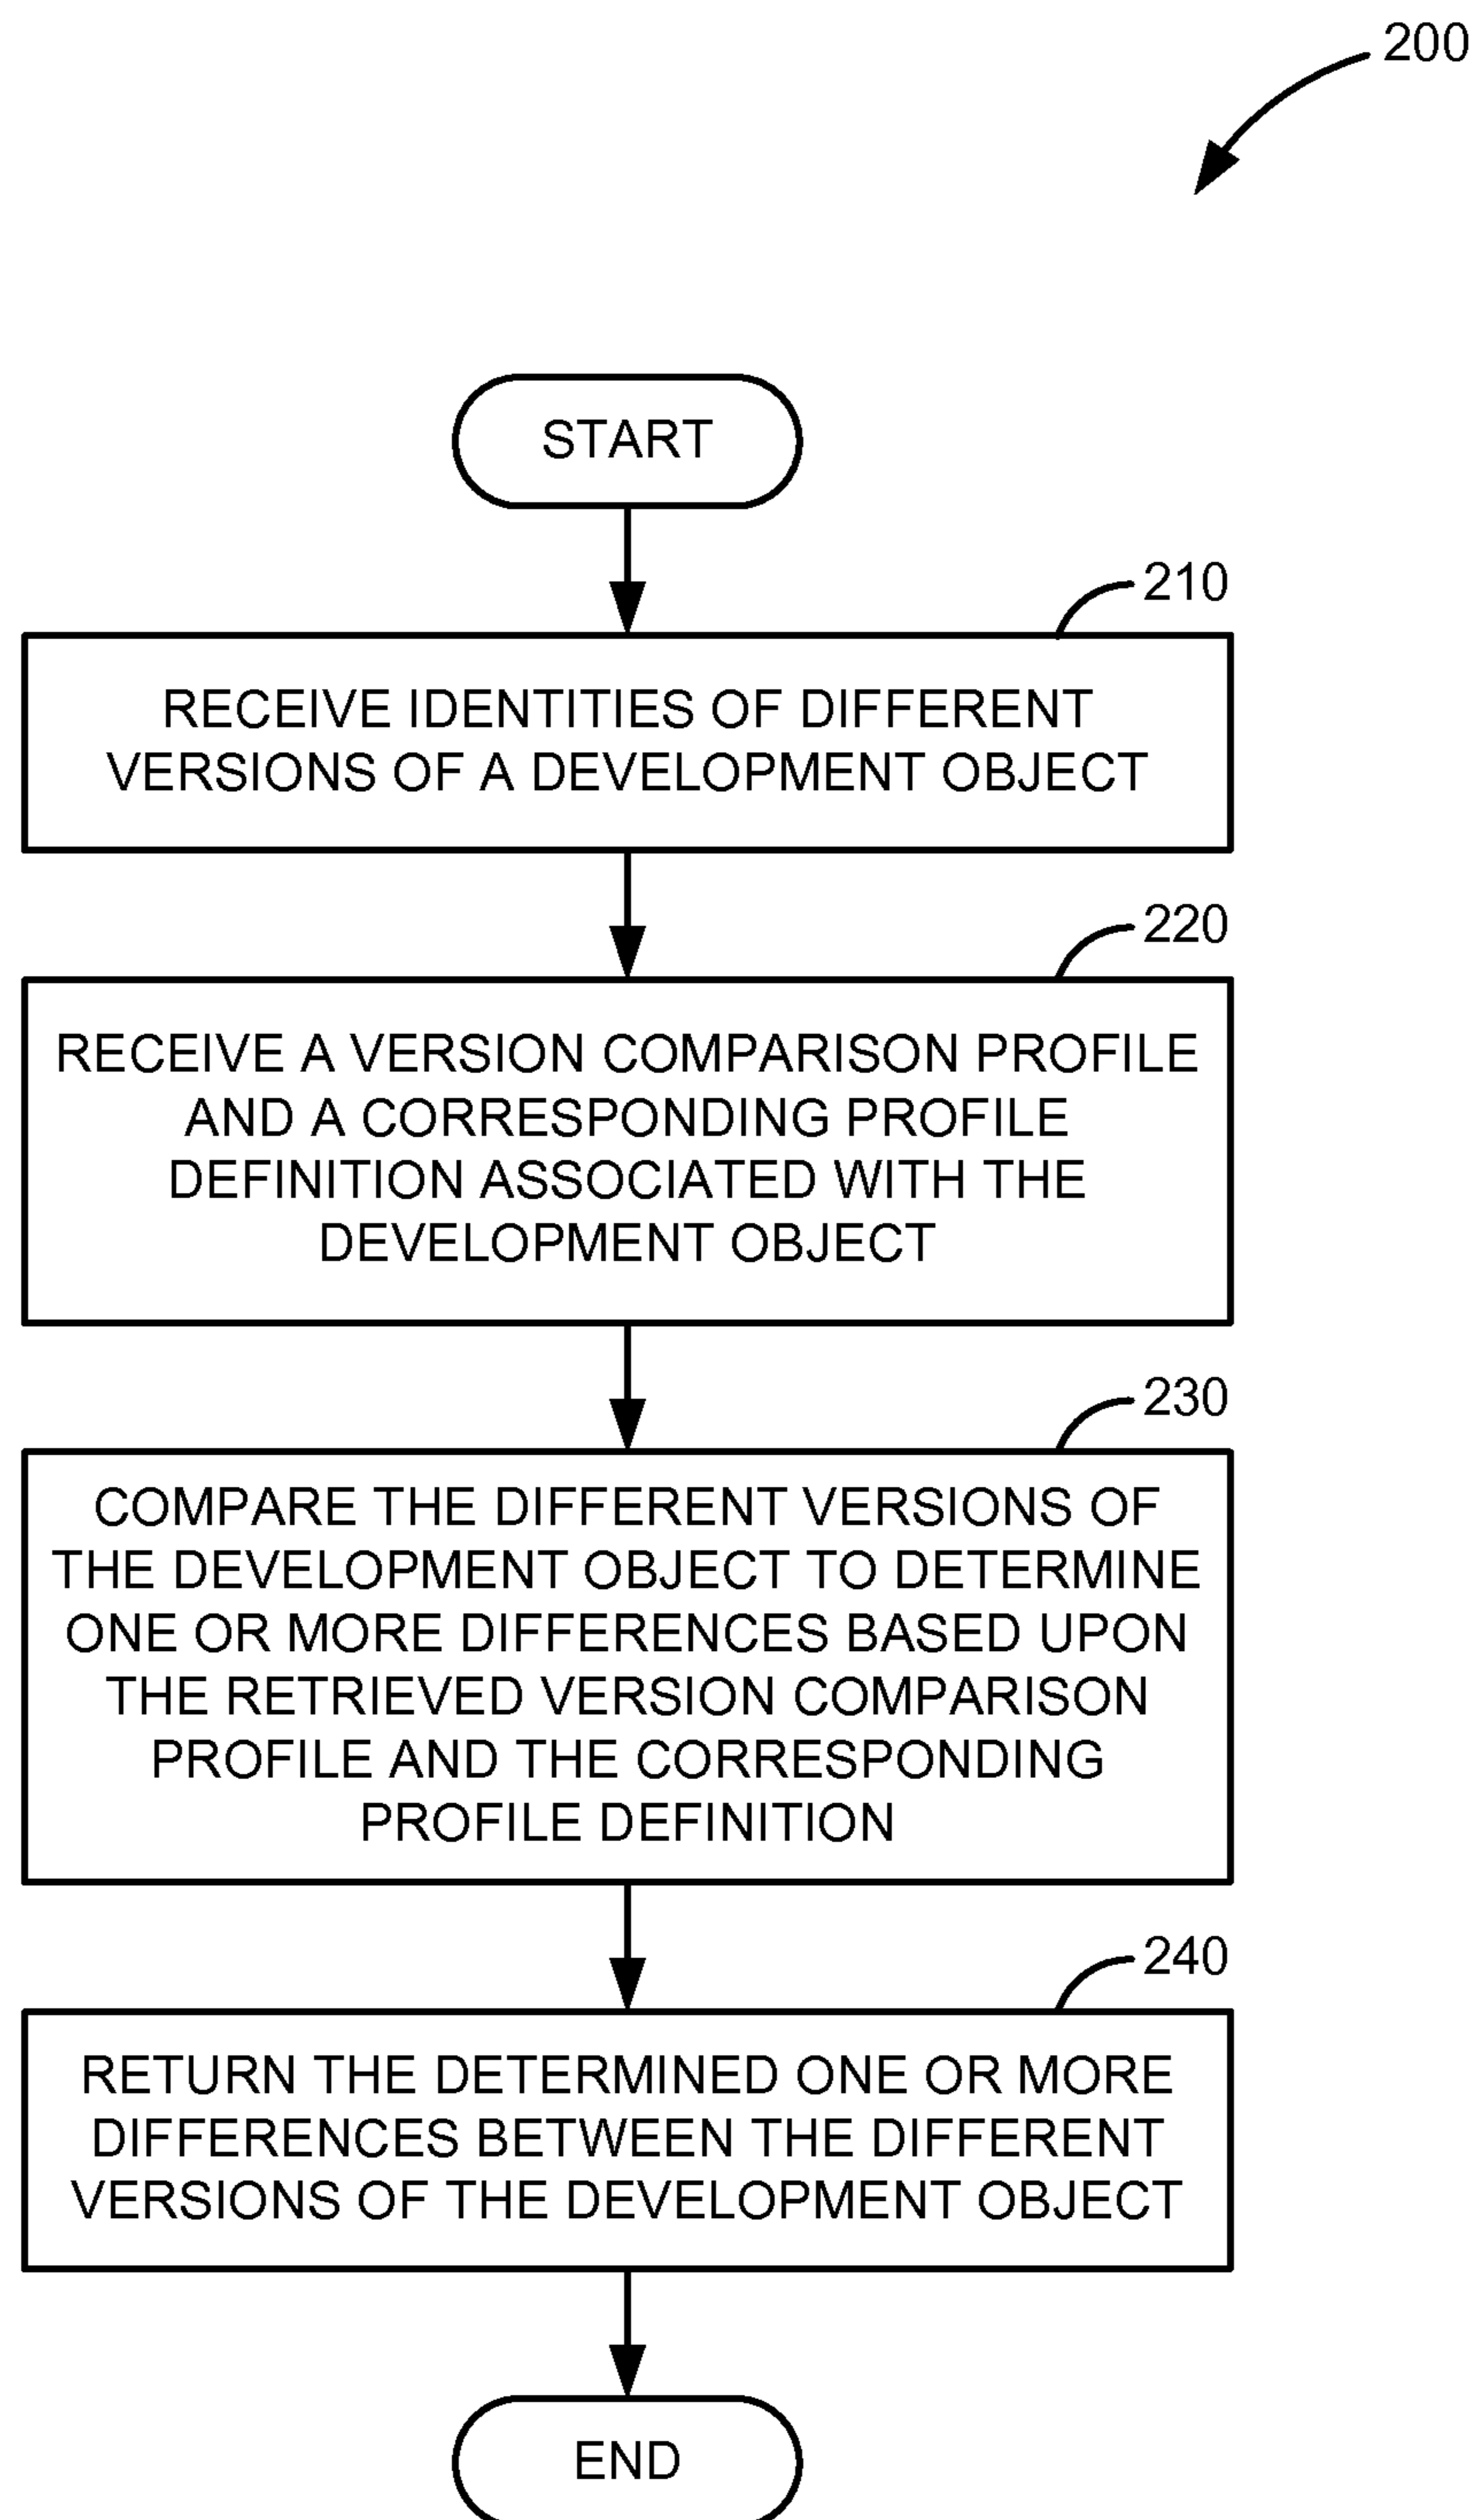 200
START
210
RECEIVE IDENTITIES OF DIFFERENT
VERSIONS OF A DEVELOPMENT OBJECT
220
RECEIVE A VERSION COMPARISON PROFILE
AND A CORRESPONDING PROFILE
DEFINITION ASSOCIATED WITH THE
DEVELOPMENT OBJECT
230
COMPARE THE DIFFERENT VERSIONS OF
THE DEVELOPMENT OBJECT TO DETERMINE
ONE OR MORE DIFFERENCES BASED UPON
THE RETRIEVED VERSION COMPARISON
PROFILE AND THE CORRESPONDING
PROFILE DEFINITION
240
RETURN THE DETERMINED ONE OR MORE
DIFFERENCES BETWEEN THE DIFFERENT
VERSIONS OF THE DEVELOPMENT OBJECT
END